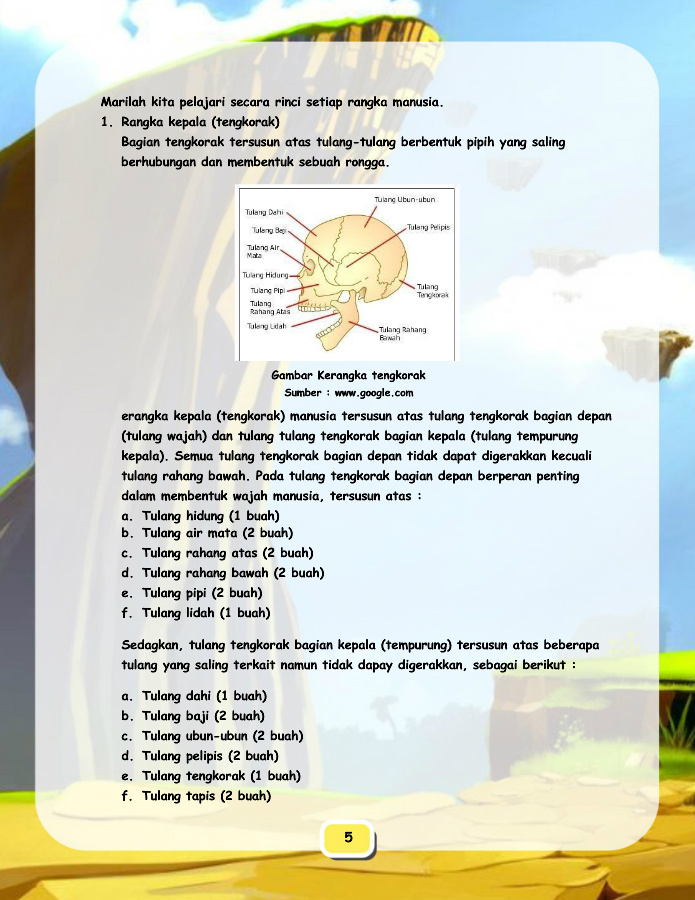 Marilah kita pelajari secara rinci setiap rangka manusia.
1. Rangka kepala (tengkorak)
Bagian tengkorak tersusun atas tulang-tulang berbentuk pipih yang saling
berhubungan dan membentuk sebuah rongga.
Tulang Ubun-ubun
Tulang Dahi
Tulang Baji
Tulang Pelipis
Tulang Air
Mata
Tulang Hidung
Tulang Pipi
Tulang
Tengkorak
Tulang
Rahang Atas
Tulang Lidah
Tulang Rahang
Bawah
Gambar Kerangka tengkorak
Sumber : www.google.com
erangka kepala (tengkorak) manusia tersusun atas tulang tengkorak bagian depan
(tulang wajah) dan tulang tulang tengkorak bagian kepala (tulang tempurung
kepala). Semua tulang tengkorak bagian depan tidak dapat digerakkan kecuali
tulang rahang bawah. Pada tulang tengkorak bagian depan berperan penting
dalam membentuk wajah manusia, tersusun atas :
a. Tulang hidung (1 buah)
b. Tulang air mata (2 buah)
c. Tulang rahang atas (2 buah)
d. Tulang rahang bawah (2 buah)
e. Tulang pipi (2 buah)
f. Tulang lidah (1 buah)
Sedagkan, tulang tengkorak bagian kepala (tempurung) tersusun atas beberapa
tulang yang saling terkait namun tidak dapay digerakkan, sebagai berikut :
a. Tulang dahi (1 buah)
b. Tulang baji (2 buah)
c. Tulang ubun-ubun (2 buah)
d. Tulang pelipis (2 buah)
e. Tulang tengkorak (1 buah)
f. Tulang tapis (2 buah)
5